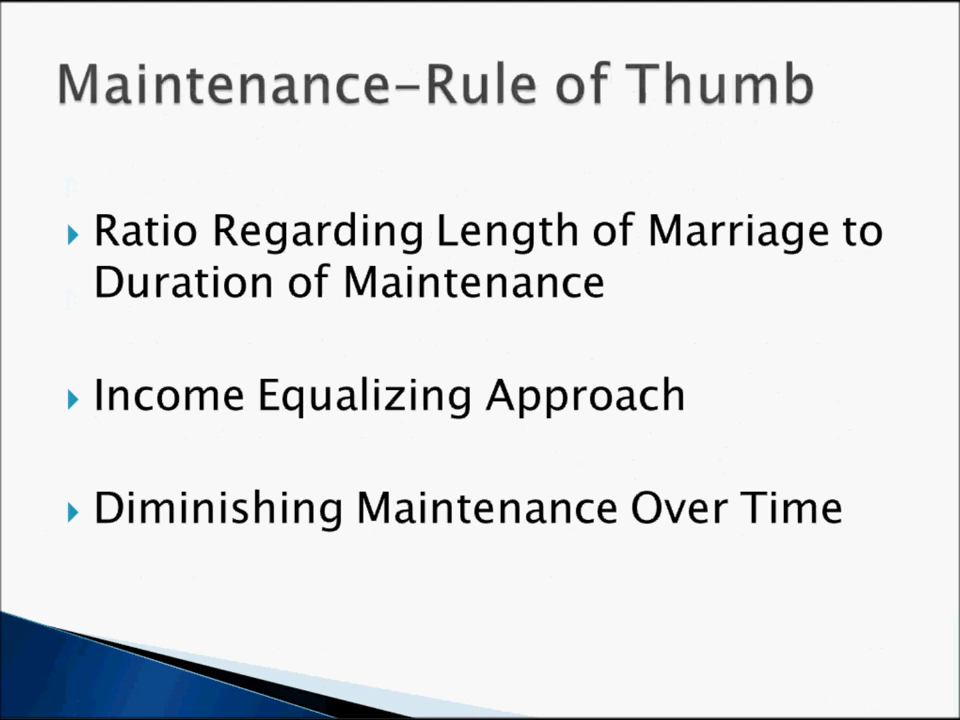 Maintenance-Rule of Thumb
Ratio Regarding Length of Marriage to
Duration of Maintenance
Income Equalizing Approach
Diminishing Maintenance Over Time